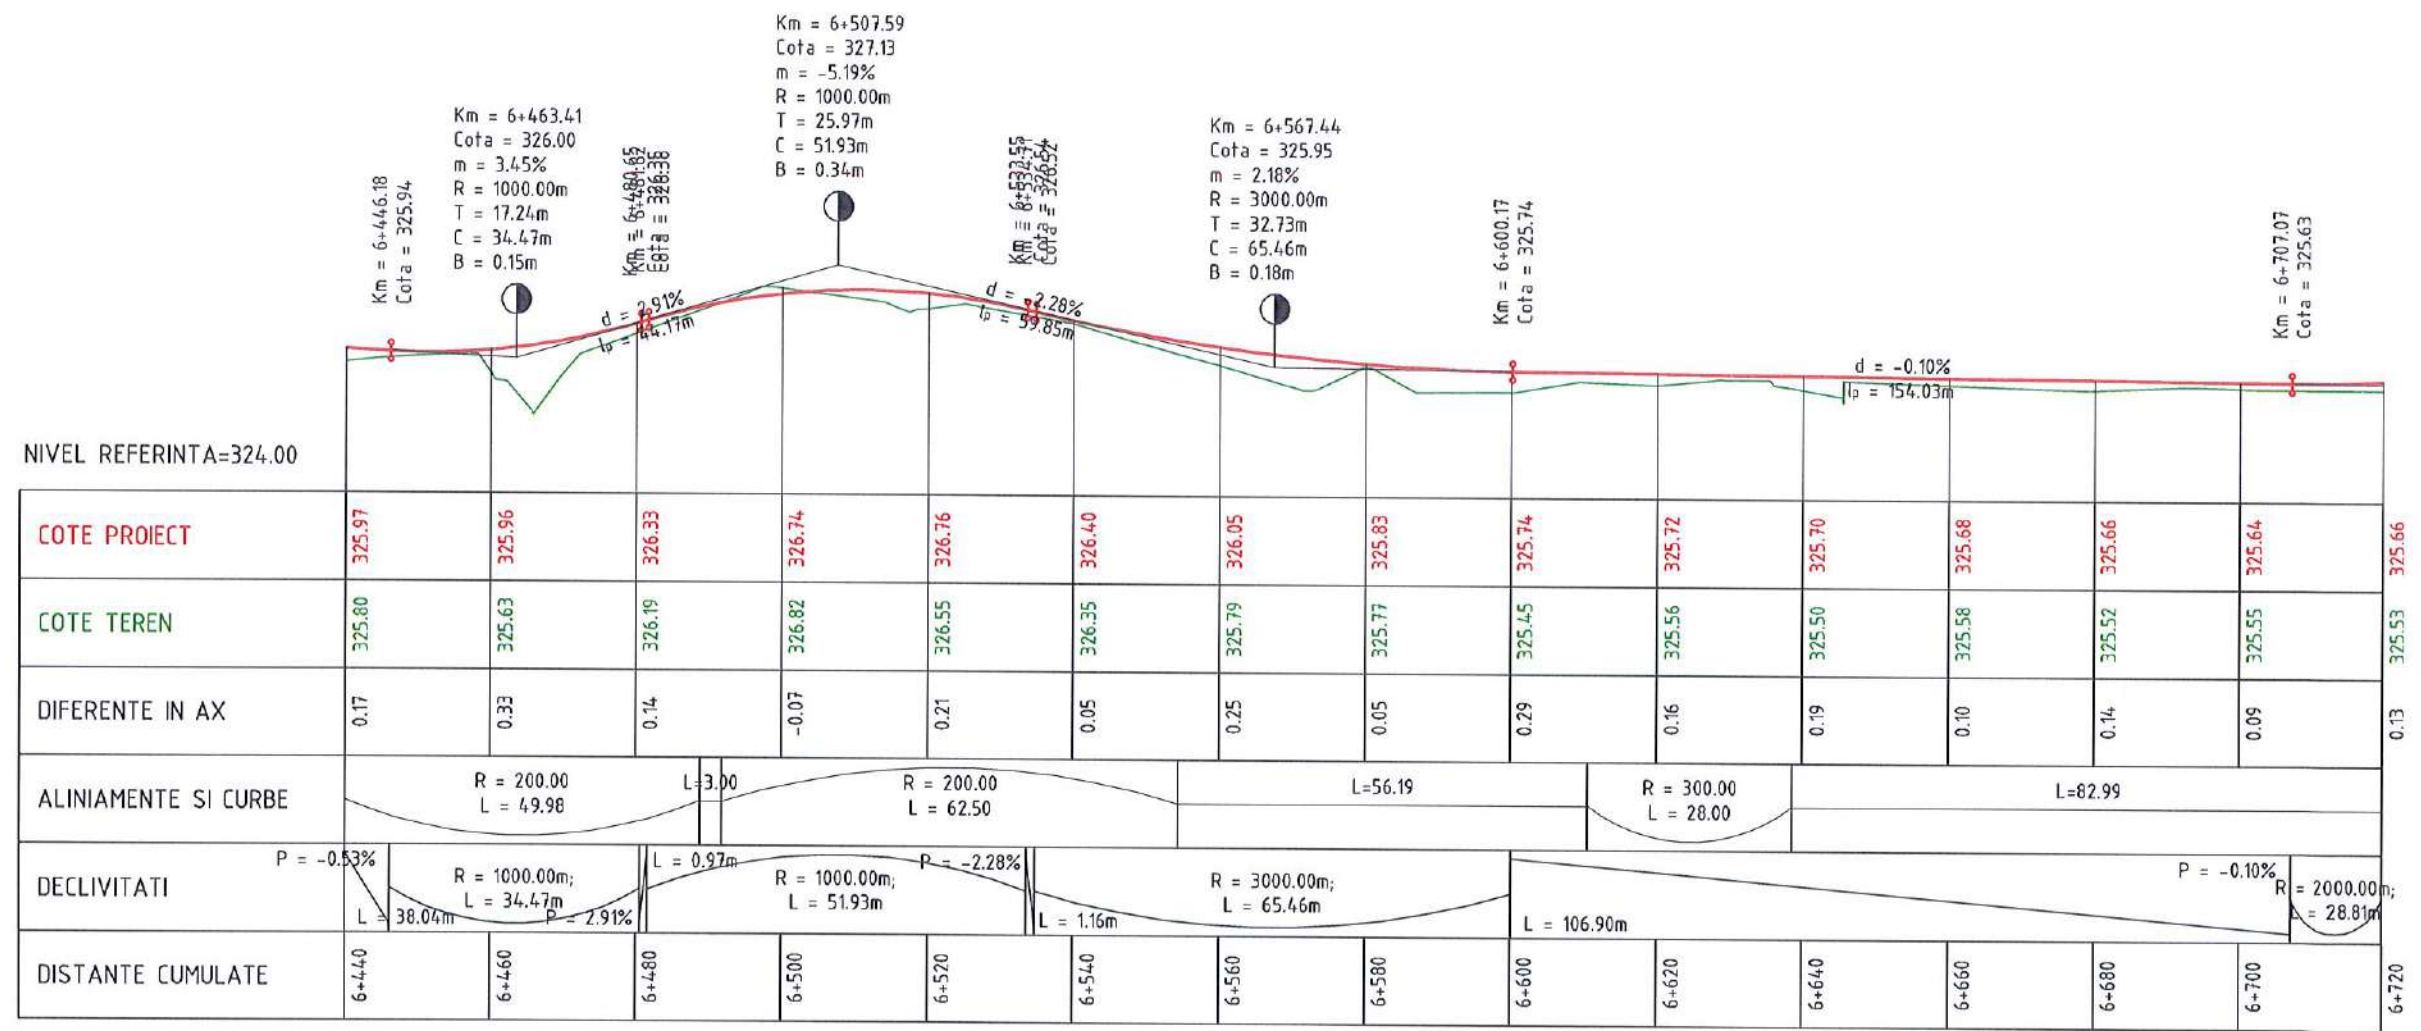 Km = 6+507.59
Cota = 327.13
m = -5.19%
R = 1000.00m
T = 25.97m
C = 51.93m
B = 0.34m
Km = 6+463.41
Cota = 326.00
m = 3.45%
R = 1000.00m
T = 17.24m
C = 34.47m
B = 0.15m
Km = 6+567.44
Cota = 325.95
m = 2.18%
R = 3000.00m
T = 32.73m
C = 65.46m
B = 0.18m
Km = 6+446.18
Cota = 325.94
Km = 6+480.65
Cota = 326.38
Km = 6+533.55
Cota = 326.52
Km = 6+600.17
Cota = 325.74
Km = 6+707.07
Cota = 325.63
d = 2.91%
lp = 44.17m
d = -2.28%
lp = 59.85m
d = -0.10%
lp = 154.03m
NIVEL REFERINTA=324.00
COTE PROIECT 325.97 325.96 326.33 326.74 326.76 326.40 326.05 325.83 325.74 325.72 325.70 325.68 325.66 325.64 325.66
COTE TEREN 325.80 325.63 326.19 326.82 326.55 326.35 325.79 325.77 325.45 325.56 325.50 325.58 325.52 325.55 325.53
DIFERENTE IN AX 0.17 0.33 0.14 -0.07 0.21 0.05 0.25 0.05 0.29 0.16 0.19 0.10 0.14 0.09 0.13
ALINIAMENTE SI CURBE
R = 200.00
L = 49.98
L=3.00
R = 200.00
L = 62.50
L=56.19
R = 300.00
L = 28.00
L=82.99
DECLIVITATI
P = -0.53%
L = 38.04m
R = 1000.00m;
L = 34.47m
P = 2.91%
L = 0.97m
R = 1000.00m;
L = 51.93m
P = -2.28%
L = 1.16m
R = 3000.00m;
L = 65.46m
L = 106.90m
P = -0.10%
R = 2000.00m;
L = 28.81m
DISTANTE CUMULATE 6+440 6+460 6+480 6+500 6+520 6+540 6+560 6+580 6+600 6+620 6+640 6+660 6+680 6+700 6+720